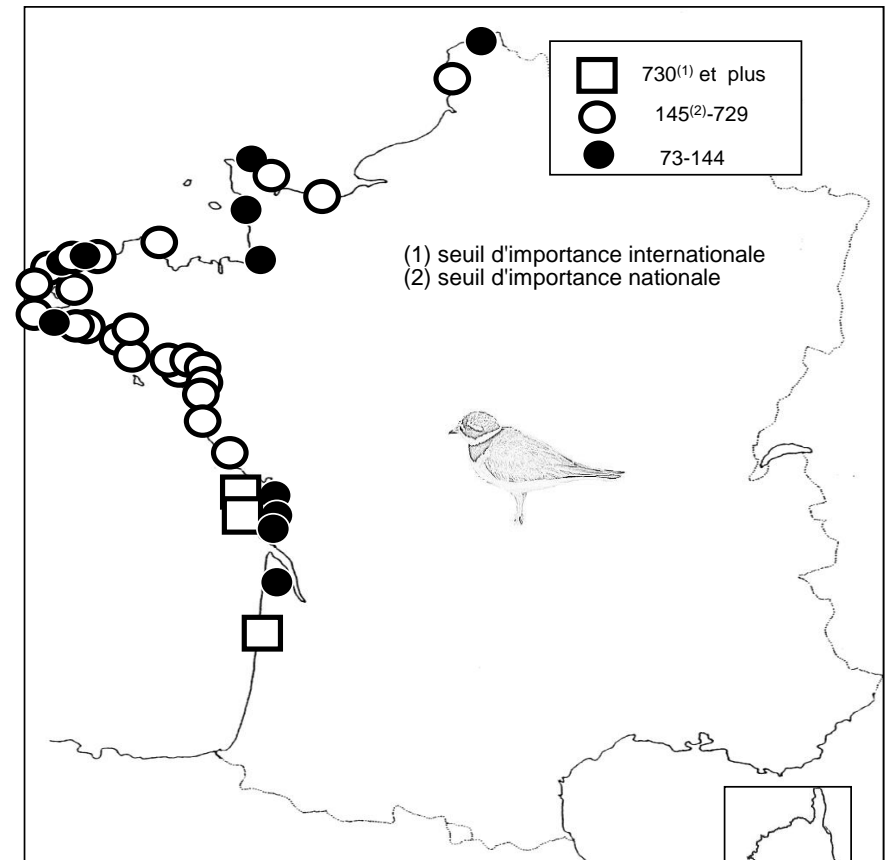 730(1) et plus
145(2)-729
73-144
(1) seuil d'importance internationale
(2) seuil d'importance nationale